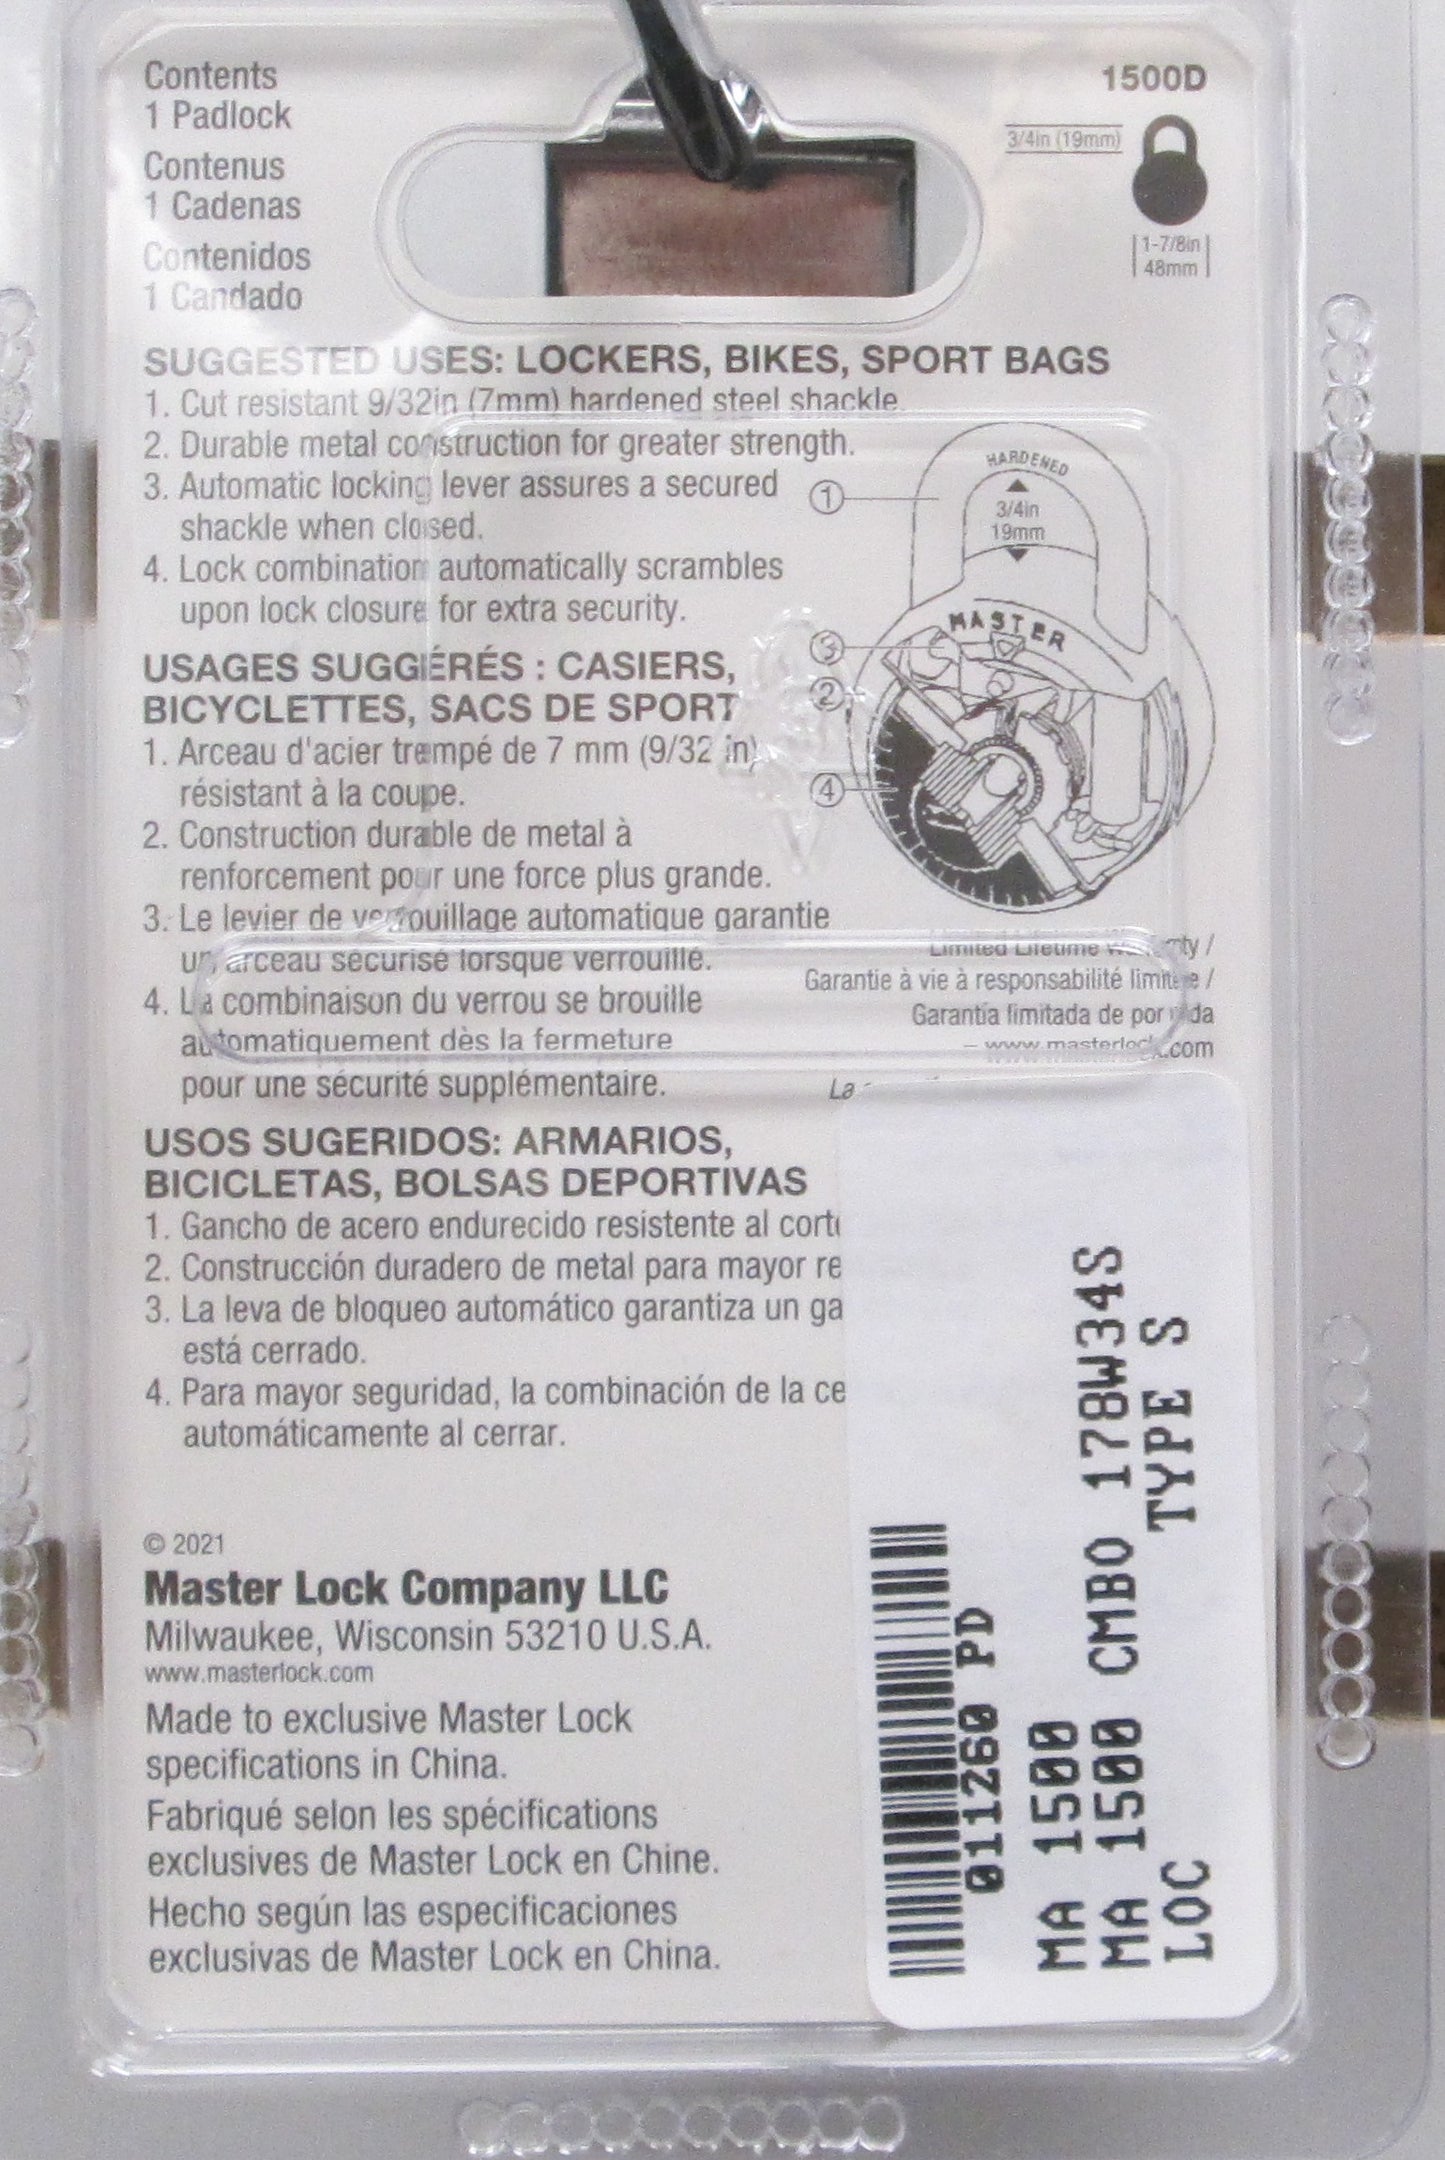 Contents
1 Padlock
Contenus
1 Cadenas
Contenidos
1 Candado
1500D
3/4in (19mm)
1-7/8in
48mm
SUGGESTED USES: LOCKERS, BIKES, SPORT BAGS
1. Cut resistant 9/32in (7mm) hardened steel shackle.
2. Durable metal construction for greater strength.
3. Automatic locking lever assures a secured
shackle when closed.
4. Lock combination automatically scrambles
upon lock closure for extra security.
HARDENED
3/4in
19mm
MASTER
1
3
2
4
USAGES SUGGÉRÉS : CASIERS,
BICYCLETTES, SACS DE SPORT
1. Arceau d'acier trempé de 7 mm (9/32 in)
résistant à la coupe.
2. Construction durable de metal à
renforcement pour une force plus grande.
3. Le levier de verrouillage automatique garantie
un arceau sécurisé lorsque verrouillé.
4. La combinaison du verrou se brouille
automatiquement dès la fermeture
pour une sécurité supplémentaire.
Limited Lifetime Warranty /
Garantie à vie à responsabilité limitée /
Garantía limitada de por vida
– www.masterlock.com
La
USOS SUGERIDOS: ARMARIOS,
BICICLETAS, BOLSAS DEPORTIVAS
1. Gancho de acero endurecido resistente al corte
2. Construcción duradero de metal para mayor re
3. La leva de bloqueo automático garantiza un ga
está cerrado.
4. Para mayor seguridad, la combinación de la ce
automáticamente al cerrar.
© 2021
Master Lock Company LLC
Milwaukee, Wisconsin 53210 U.S.A.
www.masterlock.com
Made to exclusive Master Lock
specifications in China.
Fabriqué selon les spécifications
exclusives de Master Lock en Chine.
Hecho según las especificaciones
exclusivas de Master Lock en China.
011260 PD
MA 1500
MA 1500 CMBO 178W34S
LOC TYPE S